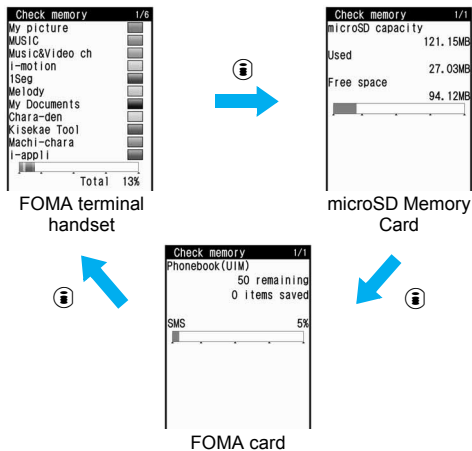 Check memory 1/6
My picture
MUSIC
Music&Video ch
i-motion
1Seg
Melody
My Documents
Chara-den
Kisekae Tool
Machi-chara
i-appli
Total 13%
FOMA terminal
handset
Check memory 1/1
microSD capacity
121.15MB
Used
27.03MB
Free space
94.12MB
microSD Memory
Card
Check memory 1/1
Phonebook(UIM)
50 remaining
0 items saved
SMS 5%
FOMA card